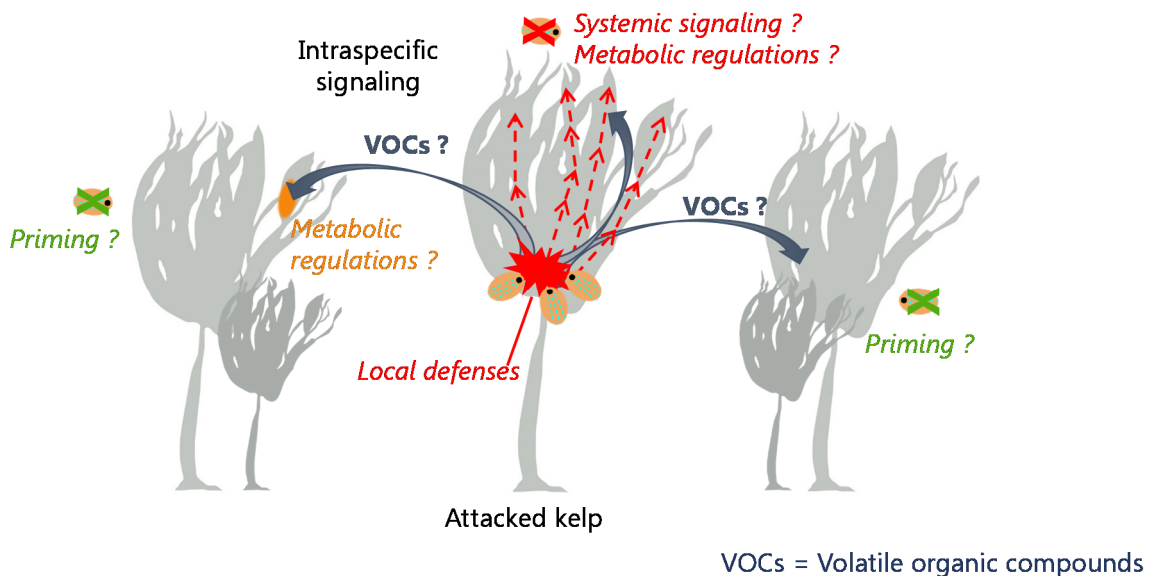 Systemic signaling ?
Metabolic regulations ?
Intraspecific
signaling
VOCs ?
VOCs ?
Priming ?
Metabolic
regulations ?
Priming ?
Local defenses
Attacked kelp
VOCs = Volatile organic compounds